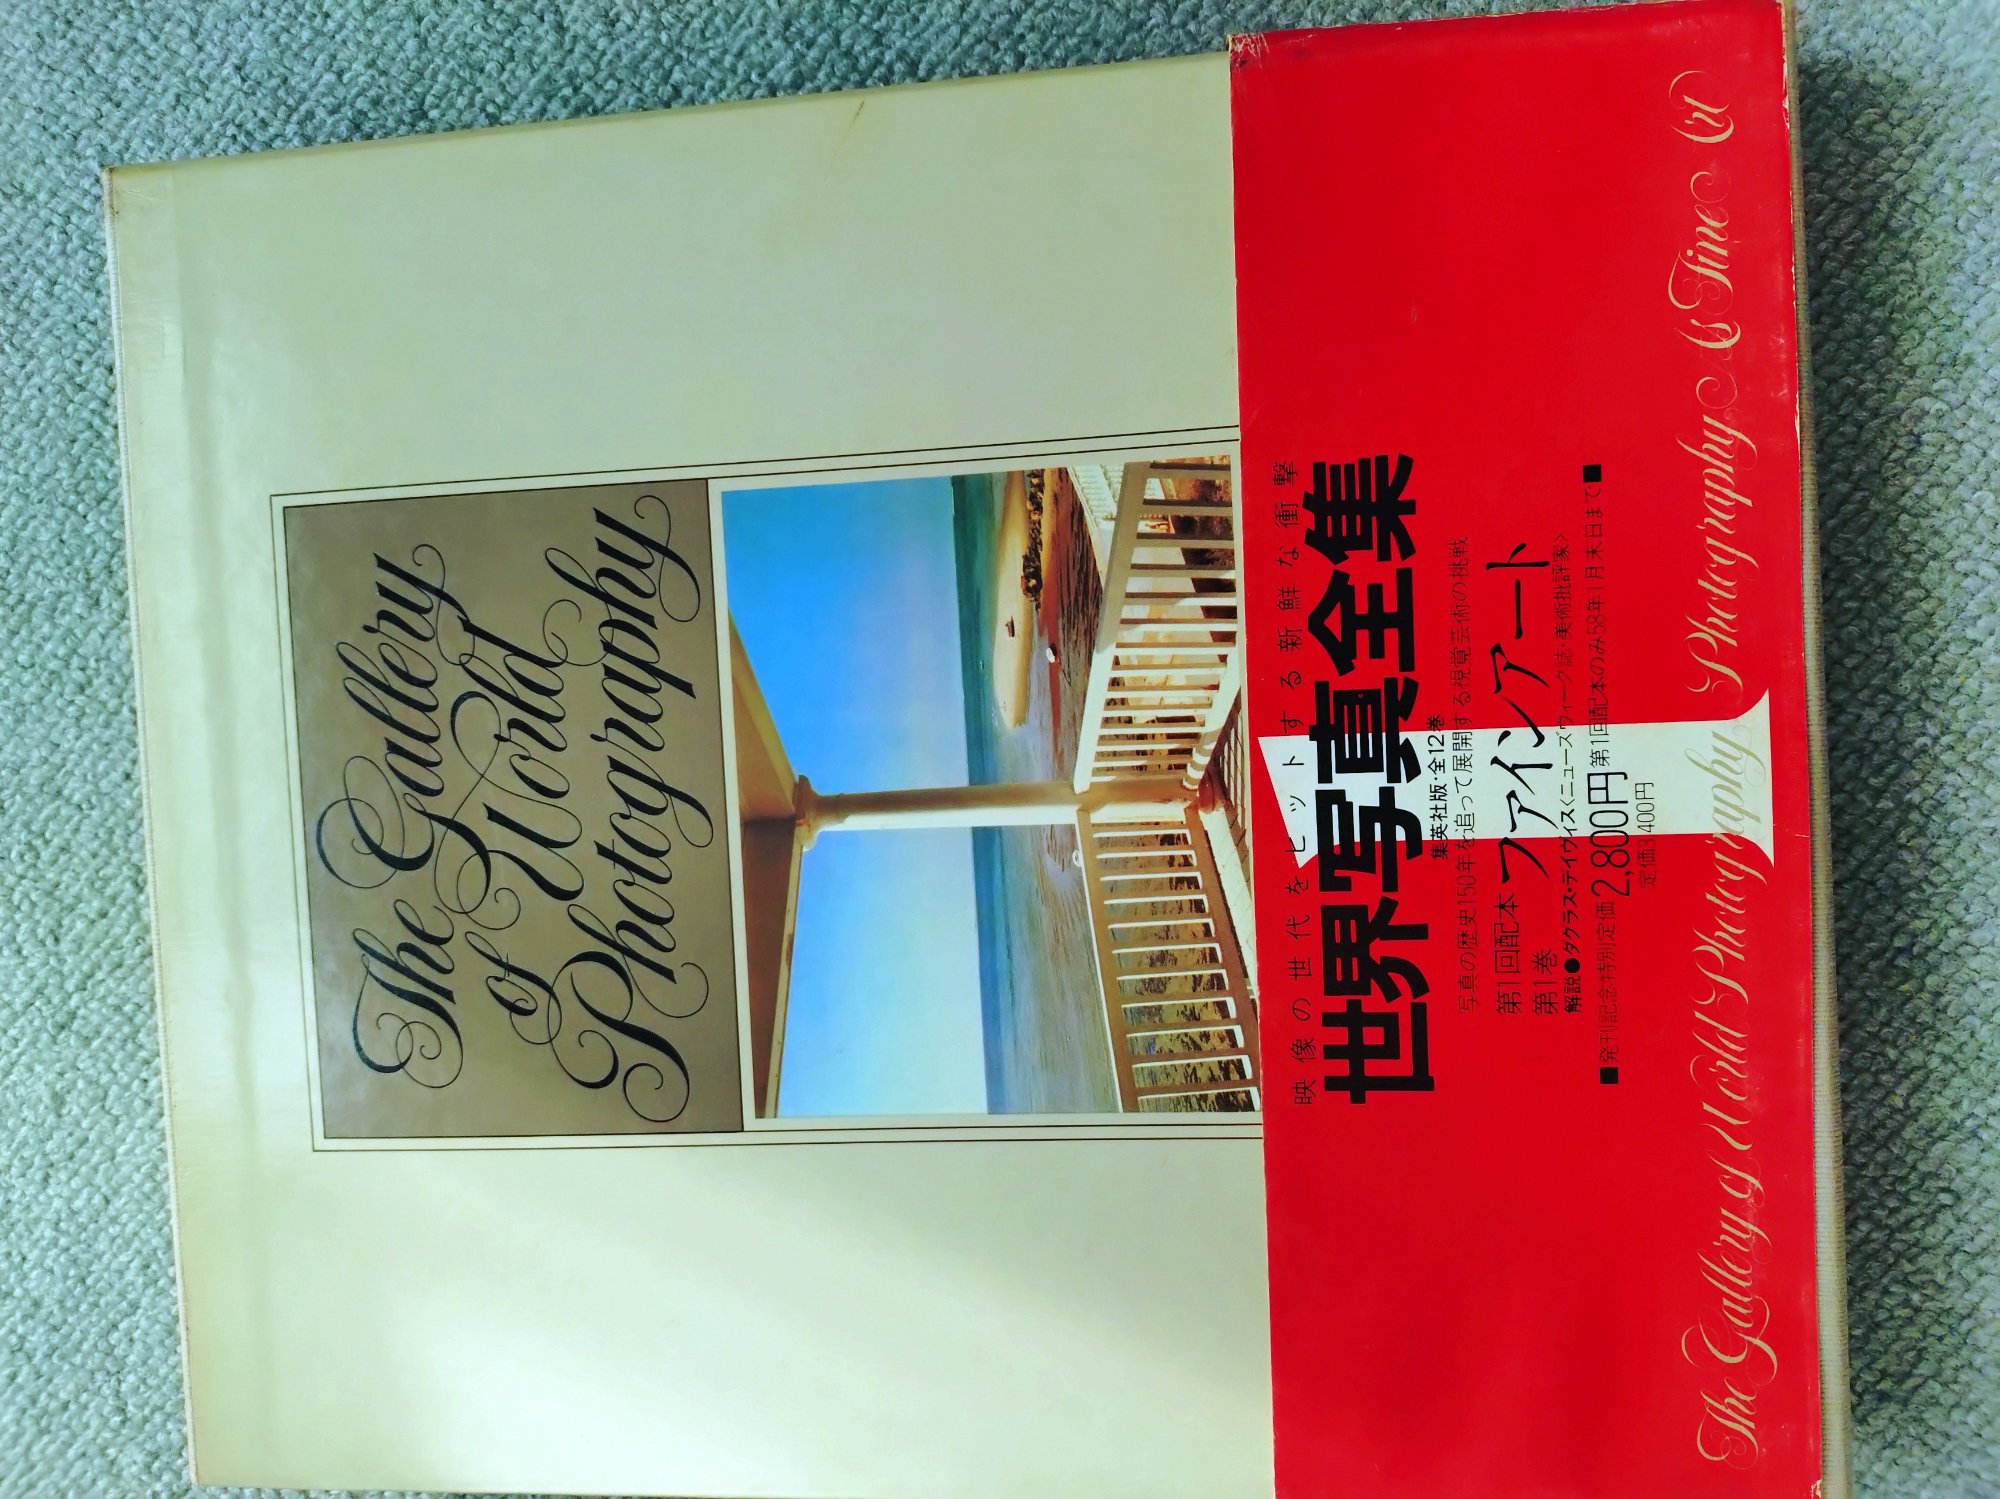 The Gallery
of World
Photography
映像の世代をヒットする新鮮な衝撃
世界写真全集
集英社版・全12巻
写真の歴史150年を追って展開する視覚芸術の挑戦
第1回配本
第1巻
ファインアート
解説●ダグラス・デイヴィス〈ニューズウィーク誌・美術批評家〉
■発刊記念特別定価2,800円 第1回配本のみ58年1月末日まで■
定価3,400円
1
The Gallery of World Photography Photography As Fine Art